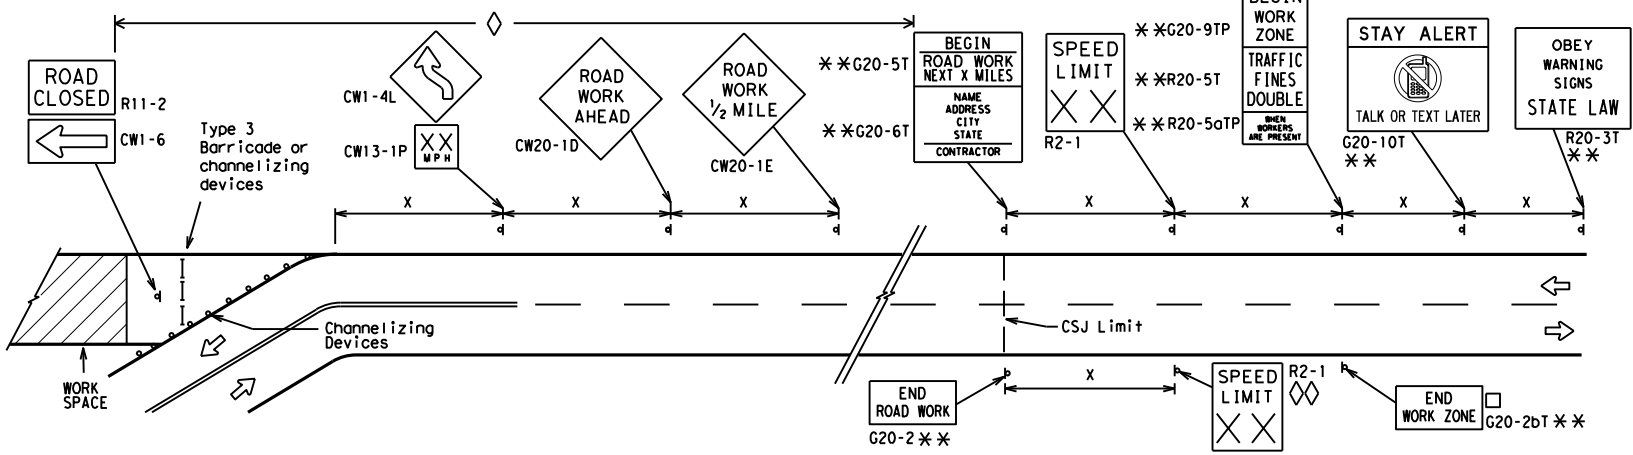 ROAD
CLOSED
R11-2
CW1-6
Type 3
Barricade or
channelizing
devices
CW1-4L
XX
MPH
CW13-1P
ROAD
WORK
AHEAD
CW20-1D
ROAD
WORK
1/2 MILE
CW20-1E
**G20-5T
BEGIN
ROAD WORK
NEXT X MILES
**G20-6T
NAME
ADDRESS
CITY
STATE
CONTRACTOR
SPEED
LIMIT
XX
R2-1
**G20-9TP
BEGIN
WORK
ZONE
**R20-5T
TRAFFIC
FINES
DOUBLE
**R20-5aTP
WHEN
WORKERS
ARE PRESENT
STAY ALERT
TALK OR TEXT LATER
G20-10T
**
OBEY
WARNING
SIGNS
STATE LAW
R20-3T
**
X
X
X
X
X
X
X
Channelizing
Devices
WORK
SPACE
CSJ Limit
X
END
ROAD WORK
G20-2 **
SPEED
LIMIT
XX
R2-1
END
WORK ZONE
G20-2bT **